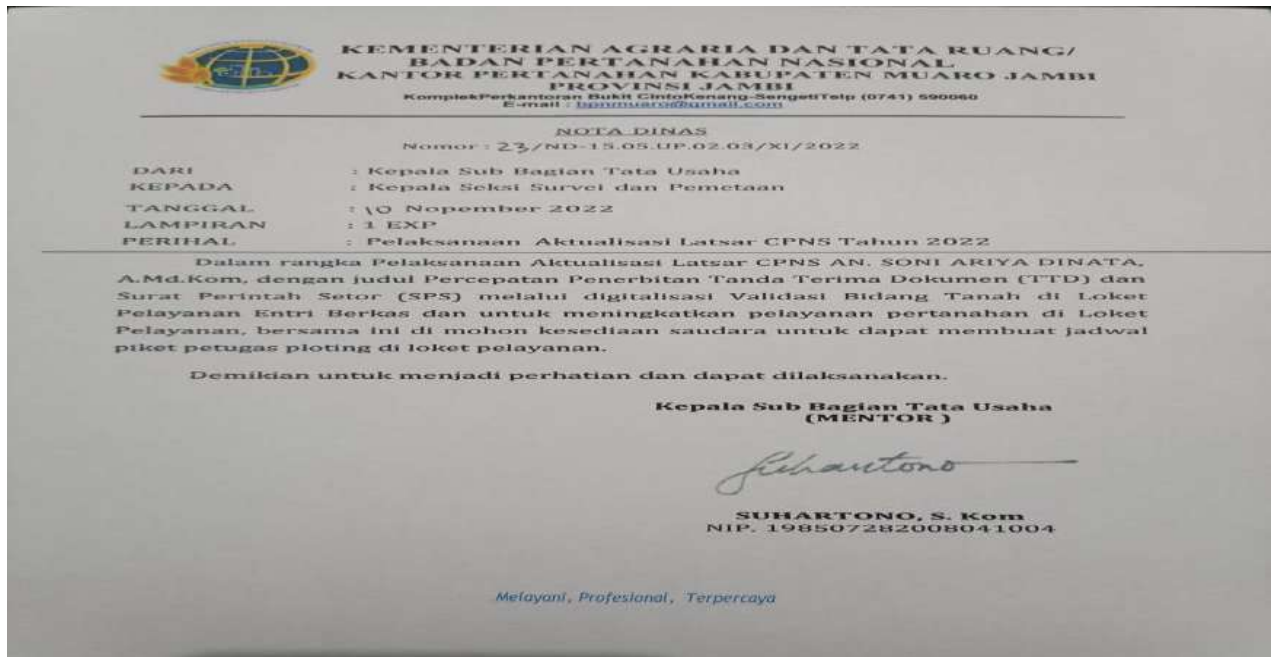 KEMENTERIAN AGRARIA DAN TATA RUANG/
BADAN PERTANAHAN NASIONAL
KANTOR PERTANAHAN KABUPATEN MUARO JAMBI
PROVINSI JAMBI
KomplekPerkantoran Bukit CintoKenang-SengetiTelp (0741) 590060
E-mail : bpnmuaro@gmail.com
NOTA DINAS
Nomor : 23/ND-15.05.UP.02.03/XI/2022
DARI : Kepala Sub Bagian Tata Usaha
KEPADA : Kepala Seksi Survei dan Pemetaan
TANGGAL : 10 Nopember 2022
LAMPIRAN : 1 EXP
PERIHAL : Pelaksanaan Aktualisasi Latsar CPNS Tahun 2022
Dalam rangka Pelaksanaan Aktualisasi Latsar CPNS AN. SONI ARIYA DINATA,
A.Md.Kom, dengan judul Percepatan Penerbitan Tanda Terima Dokumen (TTD) dan
Surat Perintah Setor (SPS) melalui digitalisasi Validasi Bidang Tanah di Loket
Pelayanan Entri Berkas dan untuk meningkatkan pelayanan pertanahan di Loket
Pelayanan, bersama ini di mohon kesediaan saudara untuk dapat membuat jadwal
piket petugas ploting di loket pelayanan.
Demikian untuk menjadi perhatian dan dapat dilaksanakan.
Kepala Sub Bagian Tata Usaha
(MENTOR )
Suhartono
SUHARTONO, S. Kom
NIP. 198507282008041004
Melayani, Profesional, Terpercaya